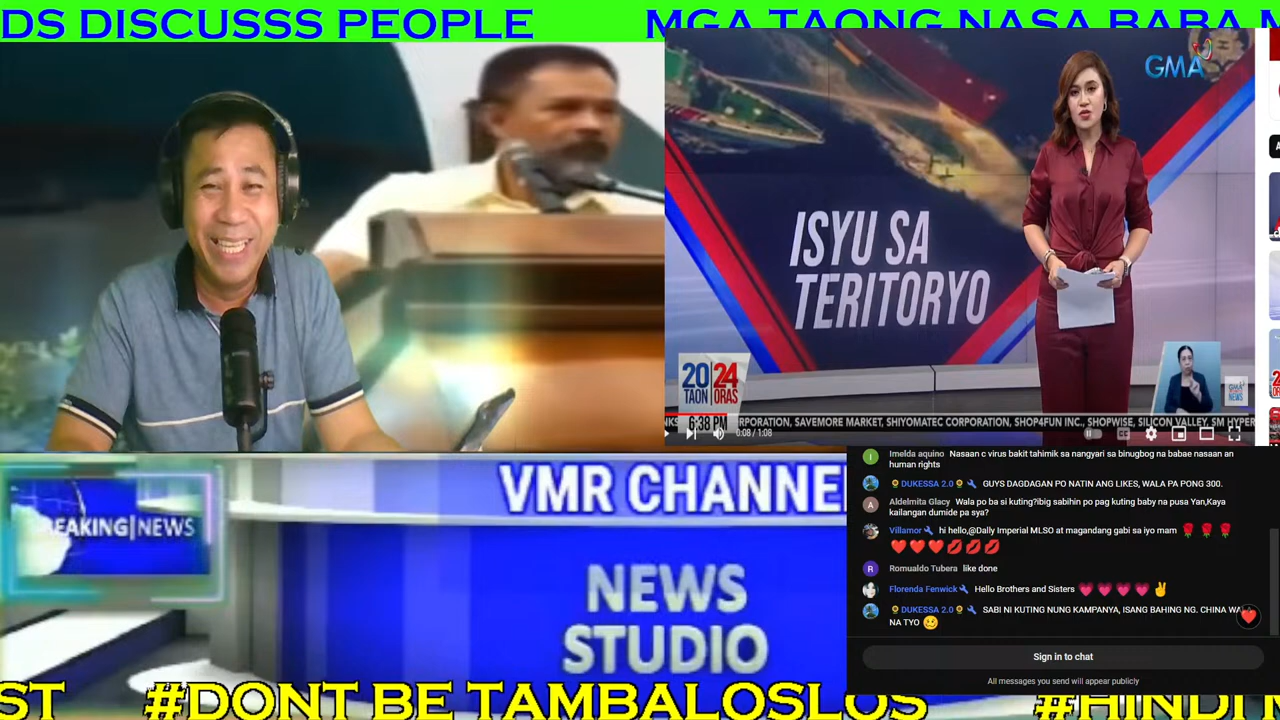 DS DISCUSSS PEOPLE
MGA TAONG NASA BABA M
GMA
ISYU SA
TERITORYO
20 24
TAON ORAS
6:38 PM
RPORATION, SAVEMORE MARKET, SHIYOMATEC CORPORATION, SHOP4FUN INC., SHOPWISE, SILICON VALLEY, SM HYPER
0:08 / 1:08
Imelda aquino Nasaan c virus bakit tahimik sa nangyari sa binugbog na babae nasaan an
human rights
DUKESSA 2.0 GUYS DAGDAGAN PO NATIN ANG LIKES, WALA PA PONG 300.
Aldelmita Glacy Wala po ba si kuting?ibig sabihin po pag kuting baby na pusa Yan,Kaya
kailangan dumide pa sya?
Villamor hi hello,@Dally Imperial MLSO at magandang gabi sa iyo mam 🌹 🌹 🌹
❤️ ❤️ ❤️ 💋 💋 💋
R Romualdo Tubera like done
Florenda Fenwick Hello Brothers and Sisters 💗 💗 💗 💗 ✌️
DUKESSA 2.0 SABI NI KUTING NUNG KAMPANYA, ISANG BAHING NG. CHINA WA
NA TYO 🥴
Sign in to chat
All messages you send will appear publicly
VMR CHANNE
EAKING|NEWS
NEWS
STUDIO
ST #DONT BE TAMBALOSLOS #HINDI